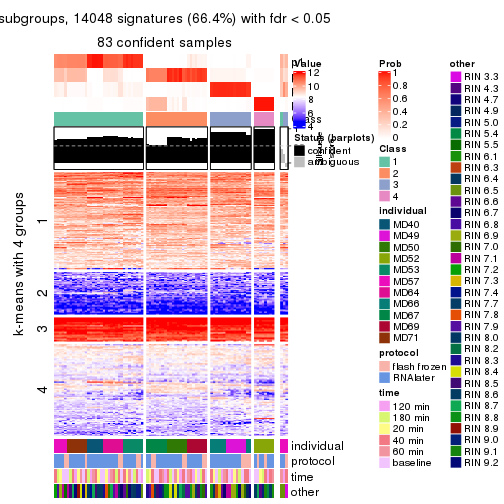 subgroups, 14048 signatures (66.4%) with fdr < 0.05
83 confident samples
k-means with 4 groups
1
2
3
4
individual
protocol
time
other
Value
12
10
8
6
4
Status (barplots)
confident
ambiguous
Prob
1
0.8
0.6
0.4
0.2
0
Class
1
2
3
4
individual
MD40
MD49
MD50
MD52
MD53
MD57
MD64
MD66
MD67
MD69
MD71
protocol
flash frozen
RNAlater
time
120 min
180 min
20 min
40 min
60 min
baseline
other
RIN 3.3
RIN 4.3
RIN 4.7
RIN 4.9
RIN 5.0
RIN 5.4
RIN 5.5
RIN 6.1
RIN 6.3
RIN 6.4
RIN 6.5
RIN 6.6
RIN 6.7
RIN 6.8
RIN 6.9
RIN 7.0
RIN 7.1
RIN 7.2
RIN 7.3
RIN 7.4
RIN 7.7
RIN 7.8
RIN 7.9
RIN 8.0
RIN 8.2
RIN 8.3
RIN 8.4
RIN 8.5
RIN 8.6
RIN 8.7
RIN 8.8
RIN 8.9
RIN 9.0
RIN 9.1
RIN 9.2